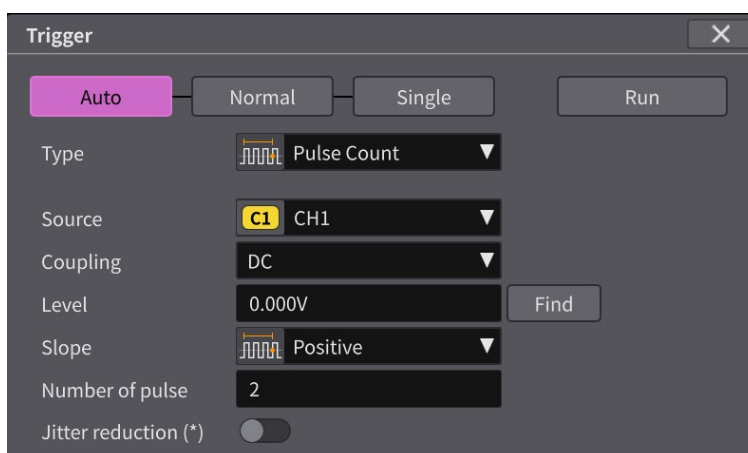 Trigger
Auto Normal Single Run
Type Pulse Count
Source C1 CH1
Coupling DC
Level 0.000V Find
Slope Positive
Number of pulse 2
Jitter reduction (*)